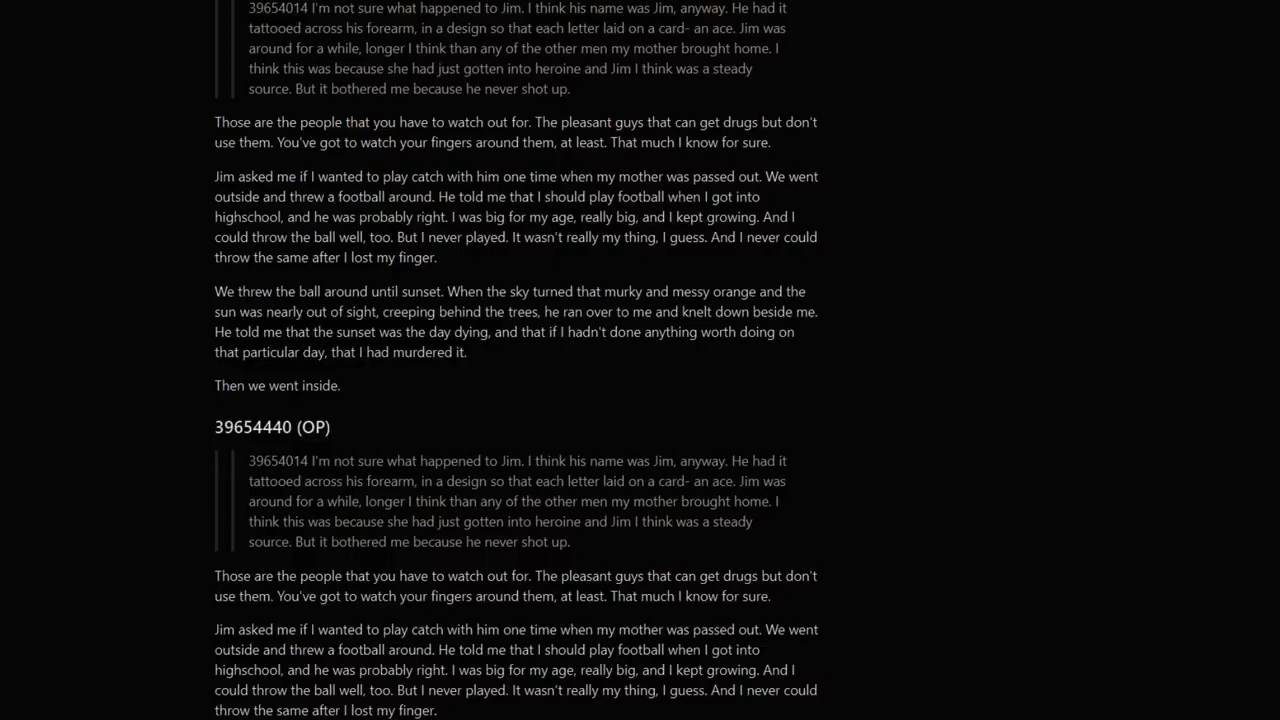 39654014 I'm not sure what happened to Jim. I think his name was Jim, anyway. He had it
tattooed across his forearm, in a design so that each letter laid on a card- an ace. Jim was
around for a while, longer I think than any of the other men my mother brought home. I
think this was because she had just gotten into heroine and Jim I think was a steady
source. But it bothered me because he never shot up.
Those are the people that you have to watch out for. The pleasant guys that can get drugs but don't
use them. You've got to watch your fingers around them, at least. That much I know for sure.
Jim asked me if I wanted to play catch with him one time when my mother was passed out. We went
outside and threw a football around. He told me that I should play football when I got into
highschool, and he was probably right. I was big for my age, really big, and I kept growing. And I
could throw the ball well, too. But I never played. It wasn't really my thing, I guess. And I never could
throw the same after I lost my finger.
We threw the ball around until sunset. When the sky turned that murky and messy orange and the
sun was nearly out of sight, creeping behind the trees, he ran over to me and knelt down beside me.
He told me that the sunset was the day dying, and that if I hadn't done anything worth doing on
that particular day, that I had murdered it.
Then we went inside.
39654440 (OP)
39654014 I'm not sure what happened to Jim. I think his name was Jim, anyway. He had it
tattooed across his forearm, in a design so that each letter laid on a card- an ace. Jim was
around for a while, longer I think than any of the other men my mother brought home. I
think this was because she had just gotten into heroine and Jim I think was a steady
source. But it bothered me because he never shot up.
Those are the people that you have to watch out for. The pleasant guys that can get drugs but don't
use them. You've got to watch your fingers around them, at least. That much I know for sure.
Jim asked me if I wanted to play catch with him one time when my mother was passed out. We went
outside and threw a football around. He told me that I should play football when I got into
highschool, and he was probably right. I was big for my age, really big, and I kept growing. And I
could throw the ball well, too. But I never played. It wasn't really my thing, I guess. And I never could
throw the same after I lost my finger.